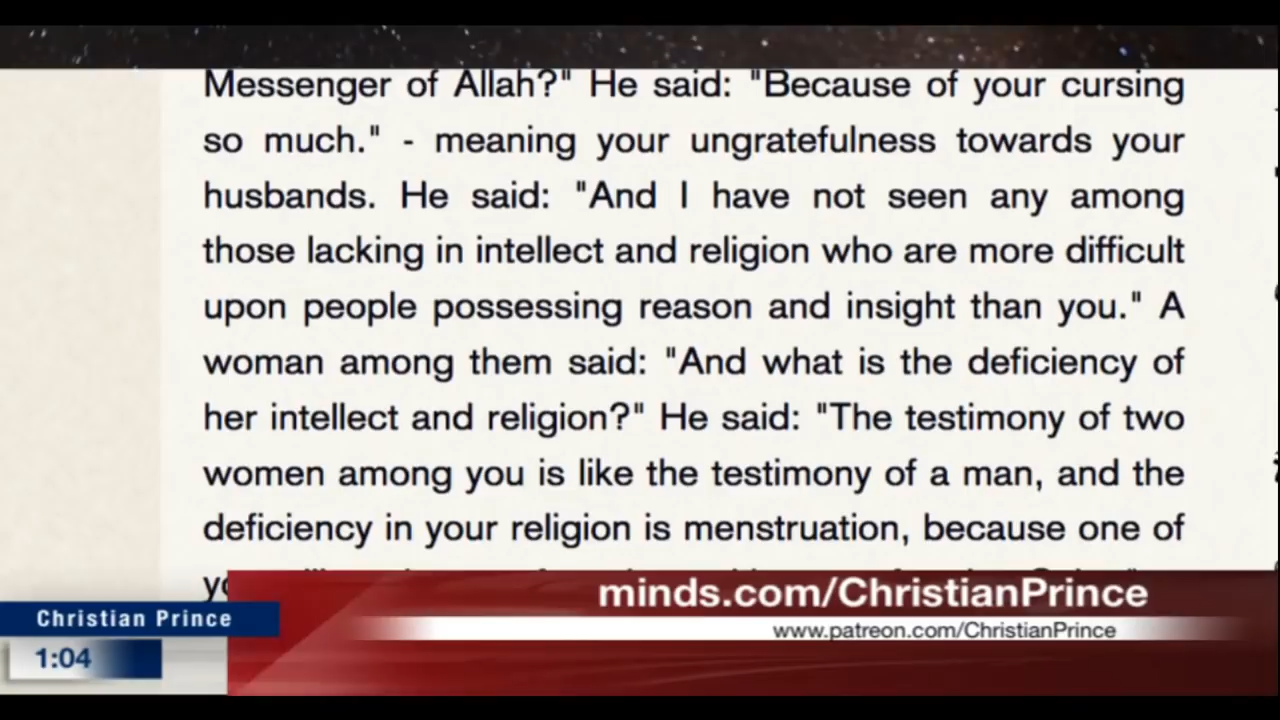 Messenger of Allah?" He said: "Because of your cursing
so much." - meaning your ungratefulness towards your
husbands. He said: "And I have not seen any among
those lacking in intellect and religion who are more difficult
upon people possessing reason and insight than you." A
woman among them said: "And what is the deficiency of
her intellect and religion?" He said: "The testimony of two
women among you is like the testimony of a man, and the
deficiency in your religion is menstruation, because one of
minds.com/ChristianPrince
Christian Prince
www.patreon.com/ChristianPrince
1:04